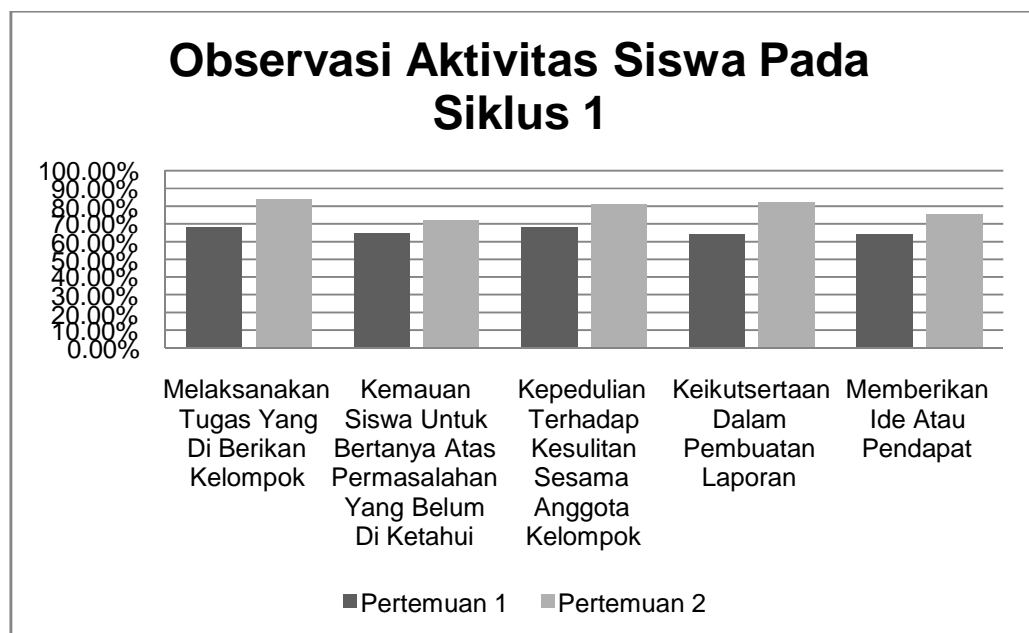 Observasi Aktivitas Siswa Pada
Siklus 1
100.00%
90.00%
80.00%
70.00%
60.00%
50.00%
40.00%
30.00%
20.00%
10.00%
0.00%
Melaksanakan
Tugas Yang
Di Berikan
Kelompok
Kemauan
Siswa Untuk
Bertanya Atas
Permasalahan
Yang Belum
Di Ketahui
Kepedulian
Terhadap
Kesulitan
Sesama
Anggota
Kelompok
Keikutsertaan
Dalam
Pembuatan
Laporan
Memberikan
Ide Atau
Pendapat
Pertemuan 1
Pertemuan 2